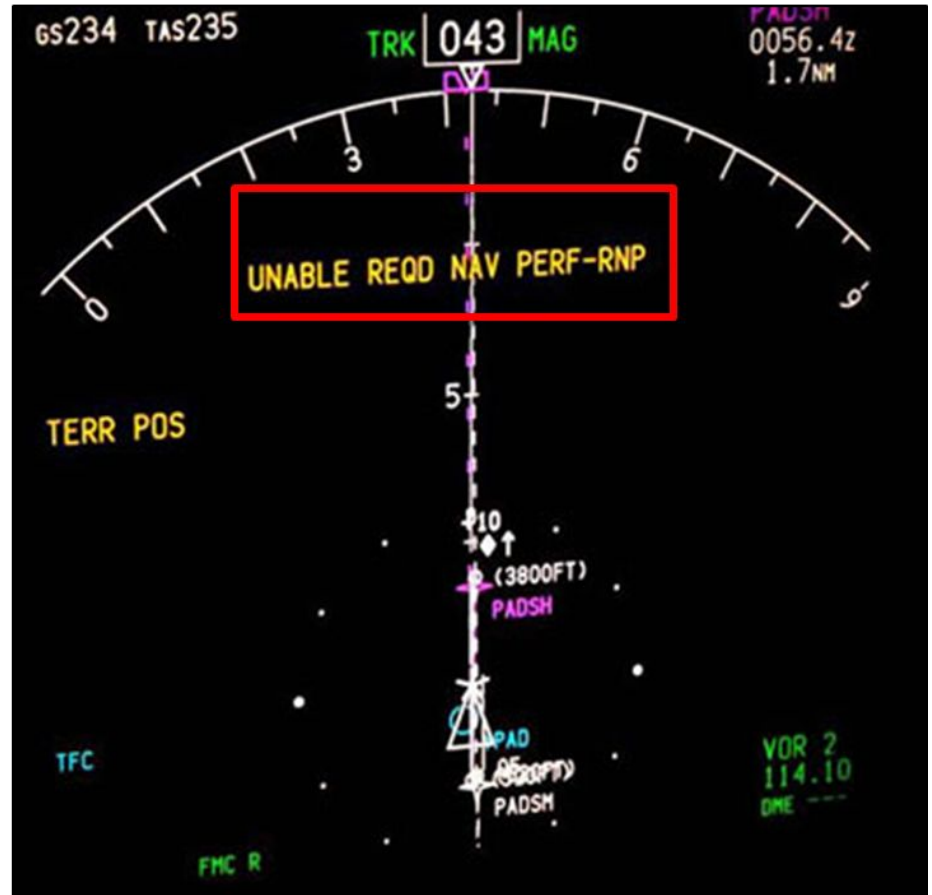 GS234 TAS235
TRK 043 MAG
PADSH
0056.4z
1.7NM
3
6
0
9
UNABLE REQD NAV PERF-RNP
5
TERR POS
10
(3800FT)
PADSH
TFC
PAD
PADSM
VOR 2
114.10
DME ---
FMC R